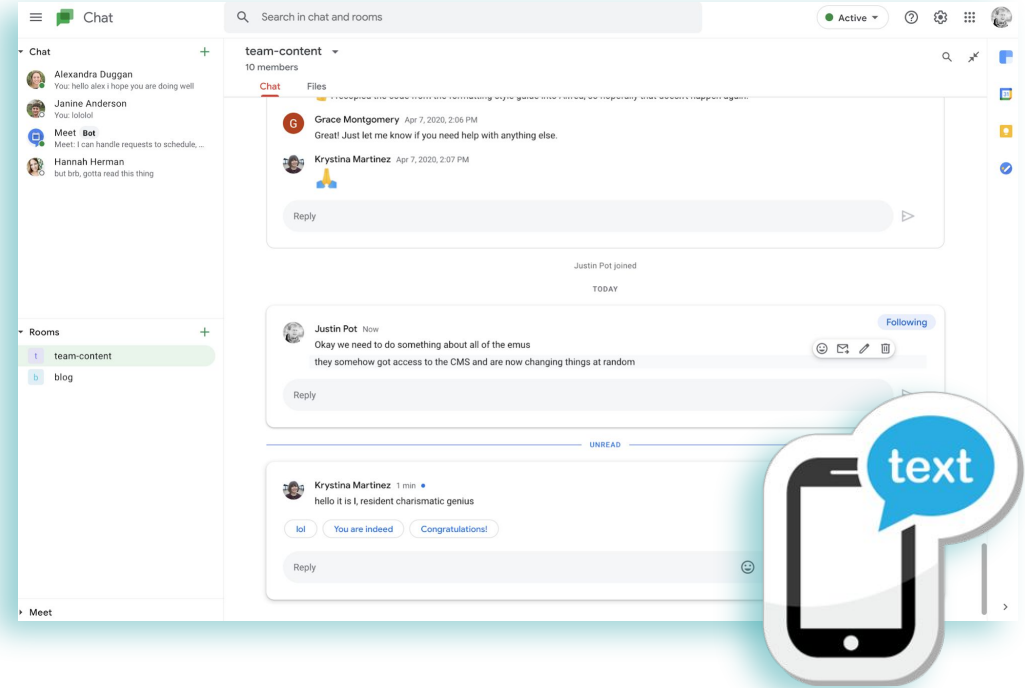 Chat
Search in chat and rooms
Active
Chat
Alexandra Duggan
You: hello alex i hope you are doing well
Janine Anderson
You: lololol
Meet Bot
Meet: I can handle requests to schedule, ...
Hannah Herman
but brb, gotta read this thing
Rooms
t team-content
b blog
Meet
team-content
10 members
Chat Files
G
Grace Montgomery Apr 7, 2020, 2:06 PM
Great! Just let me know if you need help with anything else.
Krystina Martinez Apr 7, 2020, 2:07 PM
Reply
Justin Pot joined
TODAY
Following
Justin Pot Now
Okay we need to do something about all of the emus
they somehow got access to the CMS and are now changing things at random
Reply
UNREAD
Krystina Martinez 1 min
hello it is I, resident charismatic genius
lol You are indeed Congratulations!
Reply
text